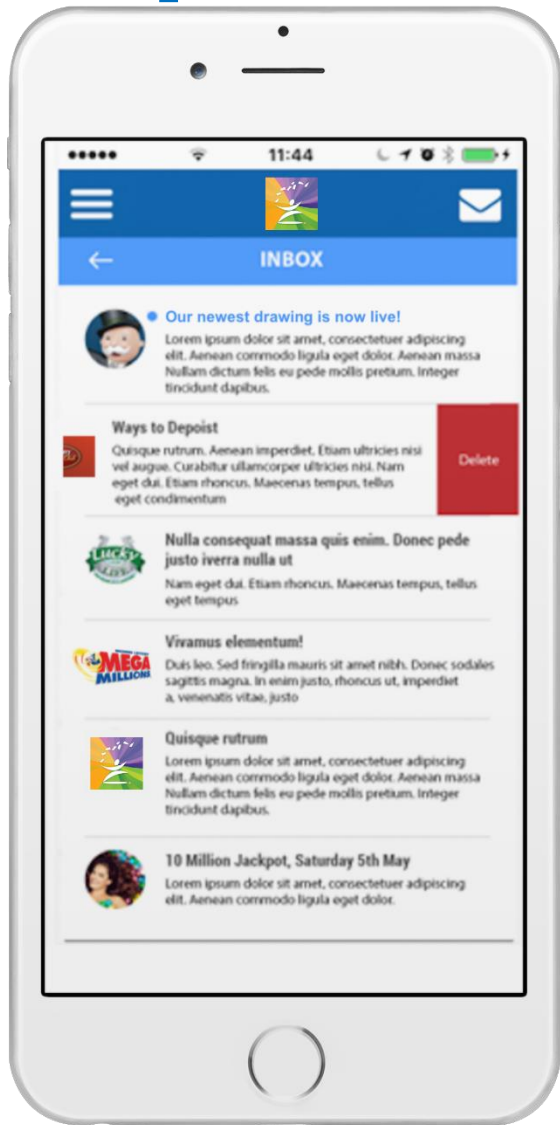 11:44
INBOX
Our newest drawing is now live!
Lorem ipsum dolor sit amet, consectetuer adipiscing
elit. Aenean commodo ligula eget dolor. Aenean massa
Nullam dictum felis eu pede mollis pretium. Integer
tincidunt dapibus.
Ways to Depoist
Quisque rutrum. Aenean imperdiet. Etiam ultricies nisi
vel augue. Curabitur ullamcorper ultricies nisi. Nam
eget dui. Etiam rhoncus. Maecenas tempus, tellus
eget condimentum
Delete
LUCKY
Nulla consequat massa quis enim. Donec pede
justo iverra nulla ut
Nam eget dui. Etiam rhoncus. Maecenas tempus, tellus
eget tempus
MEGA
MILLIONS
Vivamus elementum!
Duis leo. Sed fringilla mauris sit amet nibh. Donec sodales
sagittis magna. In enim justo, rhoncus ut, imperdiet
a, venenatis vitae, justo
Quisque rutrum
Lorem ipsum dolor sit amet, consectetuer adipiscing
elit. Aenean commodo ligula eget dolor. Aenean massa
Nullam dictum felis eu pede mollis pretium. Integer
tincidunt dapibus.
10 Million Jackpot, Saturday 5th May
Lorem ipsum dolor sit amet, consectetuer adipiscing
elit. Aenean commodo ligula eget dolor.